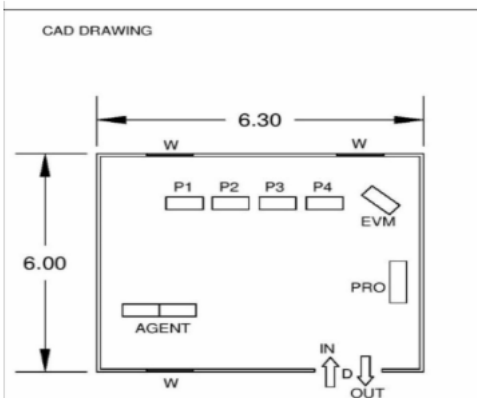 CAD DRAWING
6.30
W W
P1 P2 P3 P4
EVM
6.00
PRO
AGENT
IN
W D
OUT